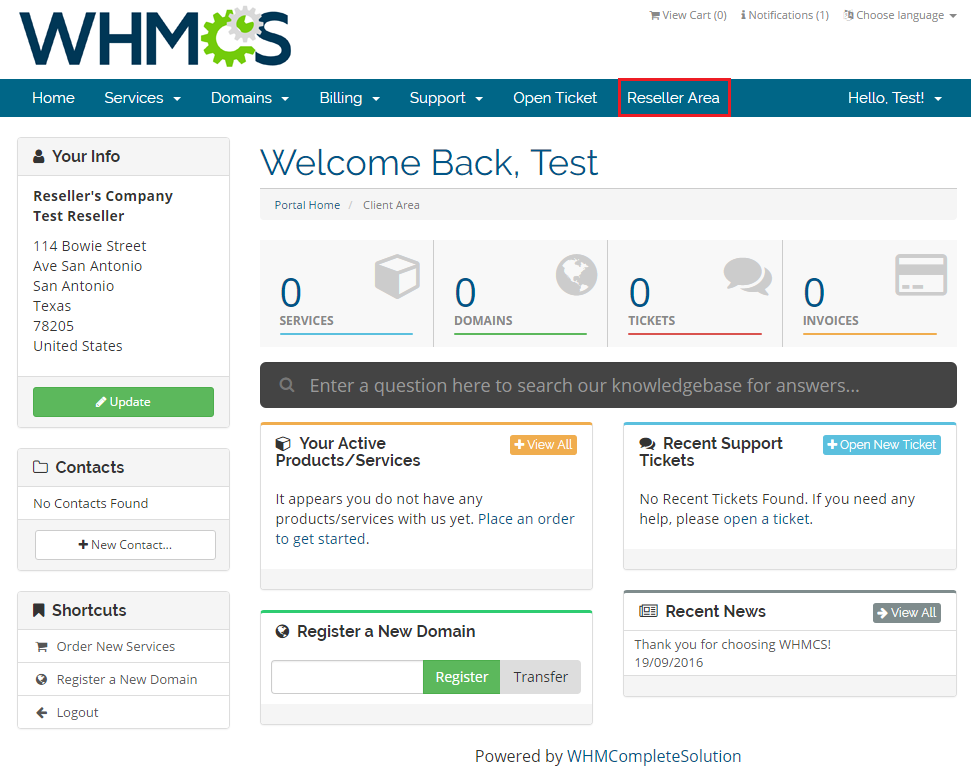 WHMCS
View Cart (0) Notifications (1) Choose language
Home Services Domains Billing Support Open Ticket Reseller Area Hello, Test!
Your Info
Reseller's Company
Test Reseller
114 Bowie Street
Ave San Antonio
San Antonio
Texas
78205
United States
Update
Contacts
No Contacts Found
New Contact...
Shortcuts
Order New Services
Register a New Domain
Logout
Welcome Back, Test
Portal Home / Client Area
0
SERVICES
0
DOMAINS
0
TICKETS
0
INVOICES
Enter a question here to search our knowledgebase for answers...
Your Active
Products/Services
View All
It appears you do not have any
products/services with us yet. Place an order
to get started.
Register a New Domain
Register Transfer
Recent Support
Tickets
Open New Ticket
No Recent Tickets Found. If you need any
help, please open a ticket.
Recent News
View All
Thank you for choosing WHMCS!
19/09/2016
Powered by WHMCompleteSolution